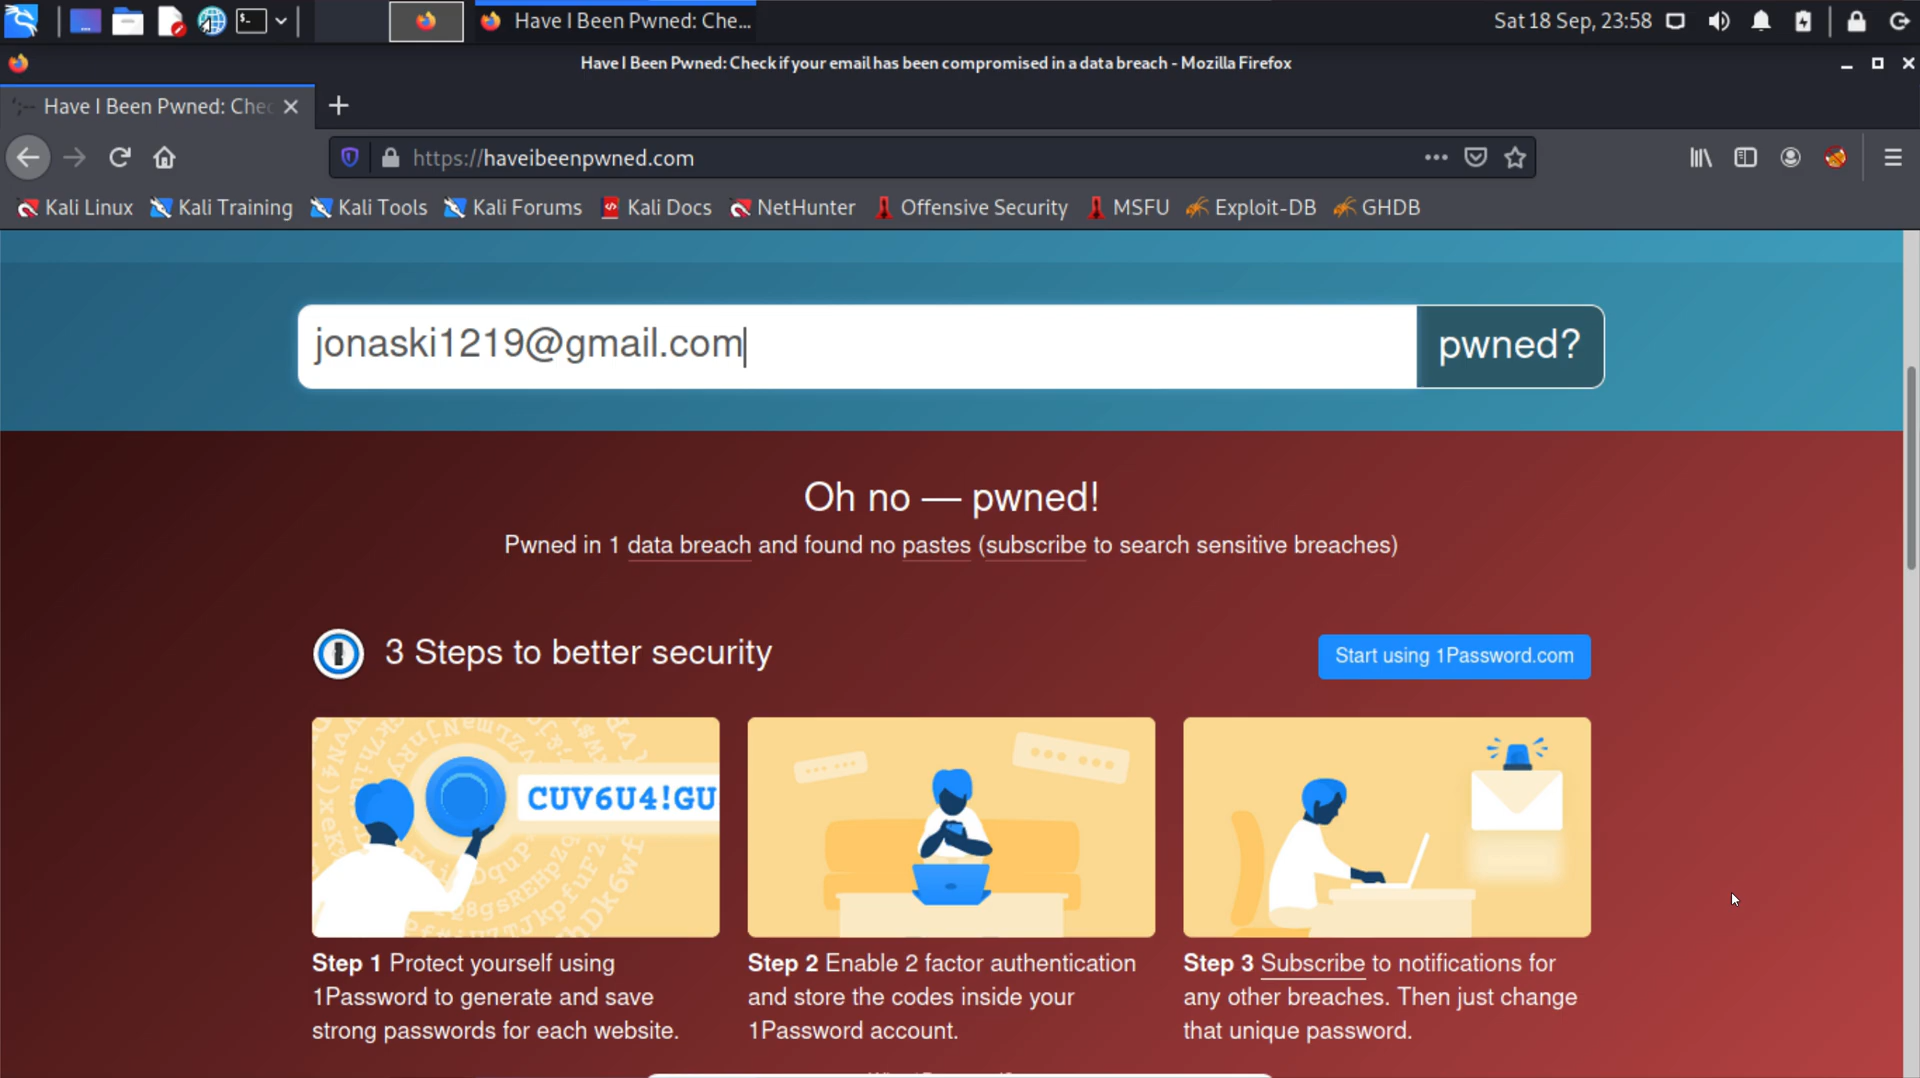 Have I Been Pwned: Che...
Sat 18 Sep, 23:58
Have I Been Pwned: Check if your email has been compromised in a data breach - Mozilla Firefox
Have I Been Pwned: Chec
https://haveibeenpwned.com
Kali Linux Kali Training Kali Tools Kali Forums Kali Docs NetHunter Offensive Security MSFU Exploit-DB GHDB
jonaski1219@gmail.com
pwned?
Oh no — pwned!
Pwned in 1 data breach and found no pastes (subscribe to search sensitive breaches)
3 Steps to better security
Start using 1Password.com
CUV6U4!GU
Step 1 Protect yourself using
1Password to generate and save
strong passwords for each website.
Step 2 Enable 2 factor authentication
and store the codes inside your
1Password account.
Step 3 Subscribe to notifications for
any other breaches. Then just change
that unique password.